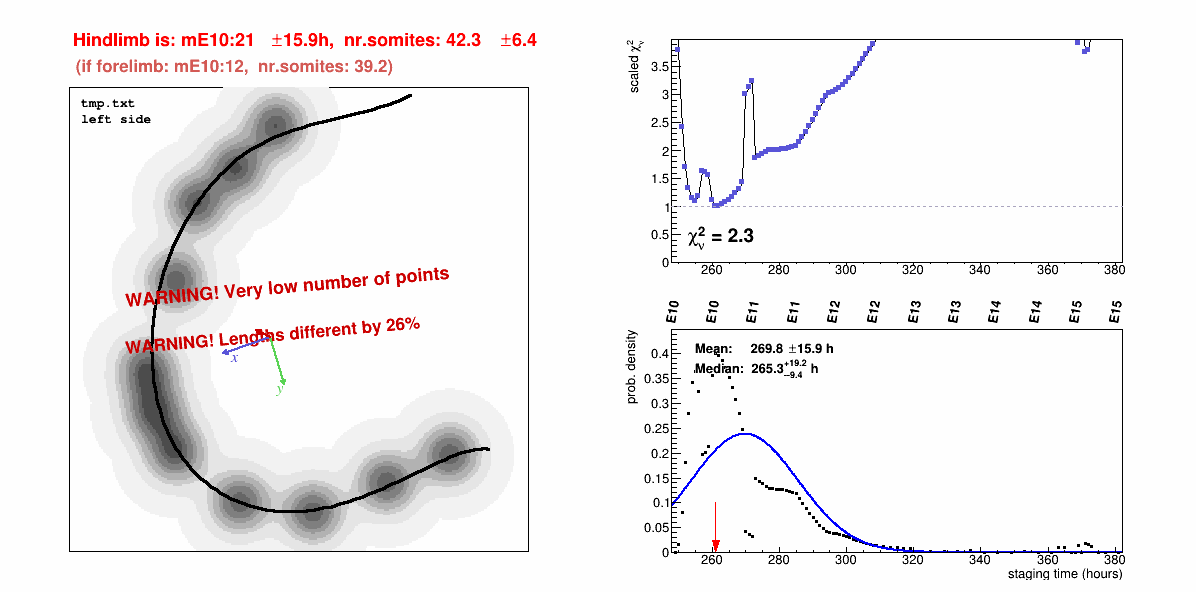 Hindlimb is: mE10:21 ±15.9h, nr.somites: 42.3 ±6.4
(if forelimb: mE10:12, nr.somites: 39.2)
tmp.txt
left side
WARNING! Very low number of points
WARNING! Lengths different by 26%
x
y
scaled χ²ν
3.5
3
2.5
2
1.5
1
0.5
0
χ²ν = 2.3
260 280 300 320 340 360 380
E10 E10 E11 E11 E12 E12 E13 E13 E14 E14 E15 E15
prob. density
0.4
0.35
0.3
0.25
0.2
0.15
0.1
0.05
0
Mean: 269.8 ±15.9 h
Median: 265.3 +19.2 −9.4 h
260 280 300 320 340 360 380
staging time (hours)